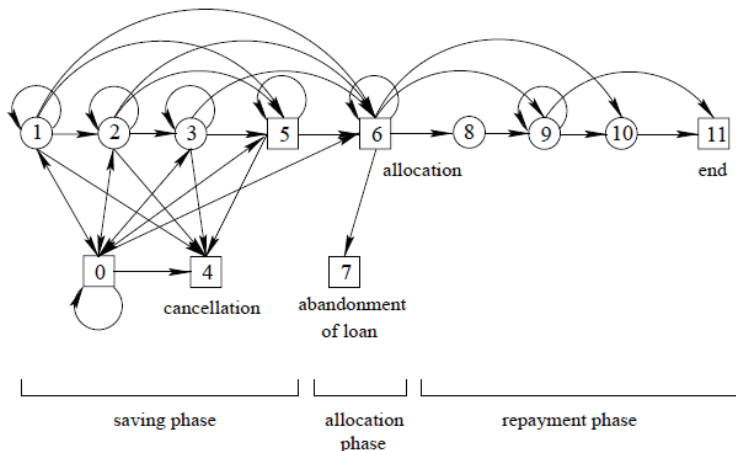 1 2 3 5 6 8 9 10 11
allocation end
0 4 7
cancellation abandonment
of loan
saving phase allocation repayment phase
phase